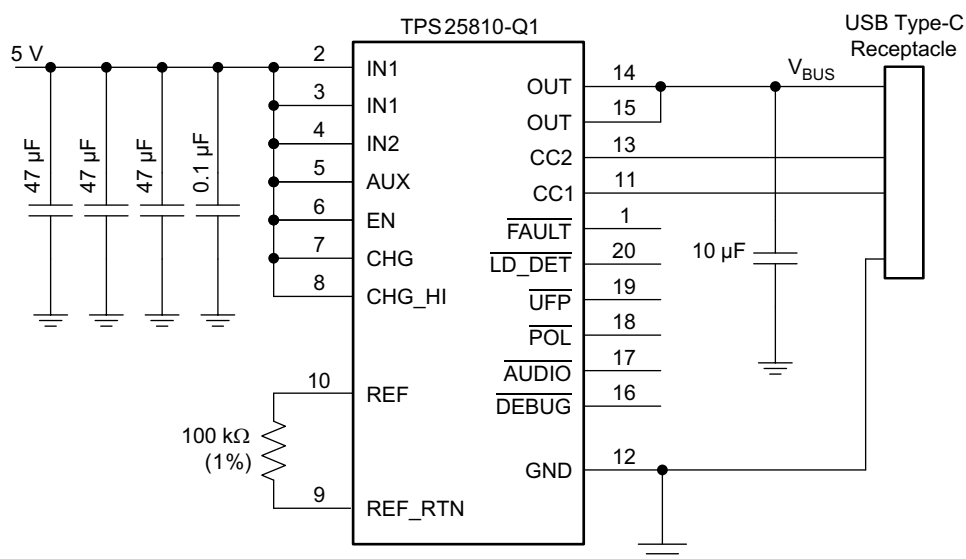 TPS25810-Q1
USB Type-C
Receptacle
5 V
2
IN1
3
IN1
4
IN2
5
AUX
6
EN
7
CHG
8
CHG_HI
10
REF
9
REF_RTN
47 µF
47 µF
47 µF
0.1 µF
100 kΩ
(1%)
OUT
14
OUT
15
CC2
13
CC1
11
FAULT
1
LD_DET
20
UFP
19
POL
18
AUDIO
17
DEBUG
16
GND
12
VBUS
10 µF